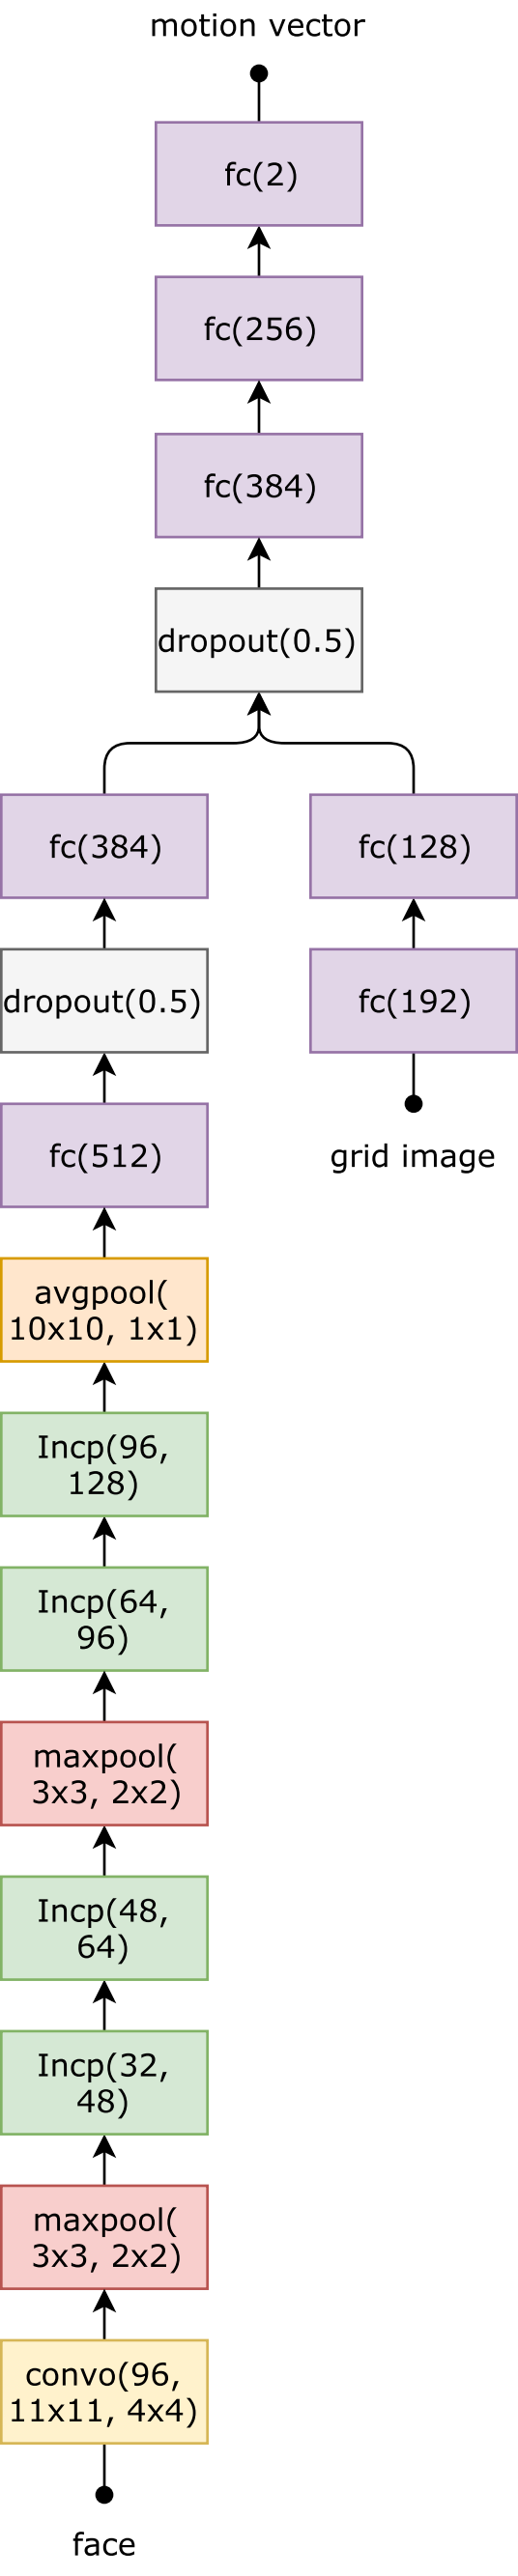 motion vector
fc(2)
fc(256)
fc(384)
dropout(0.5)
fc(384)
fc(128)
dropout(0.5)
fc(192)
fc(512)
grid image
avgpool(
10x10, 1x1)
Incp(96,
128)
Incp(64,
96)
maxpool(
3x3, 2x2)
Incp(48,
64)
Incp(32,
48)
maxpool(
3x3, 2x2)
convo(96,
11x11, 4x4)
face